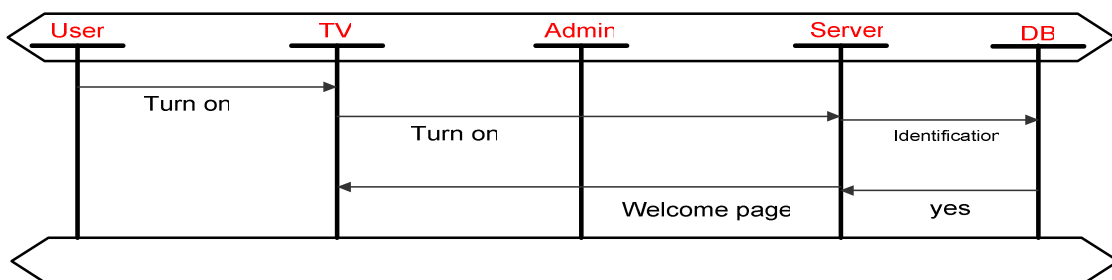 User TV Admin Server DB
Turn on
Turn on Identification
Welcome page yes